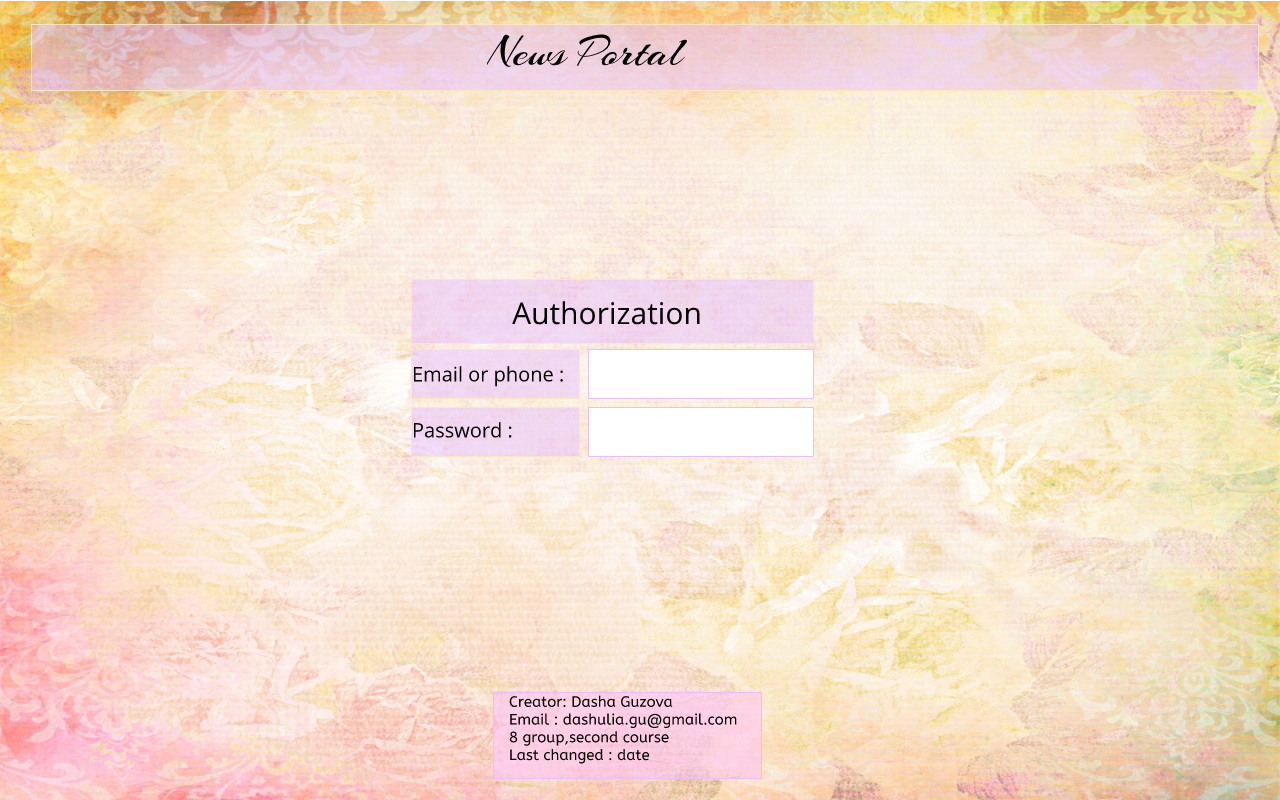 News Portal
Authorization
Email or phone :
Password :
Creator: Dasha Guzova
Email : dashulia.gu@gmail.com
8 group,second course
Last changed : date